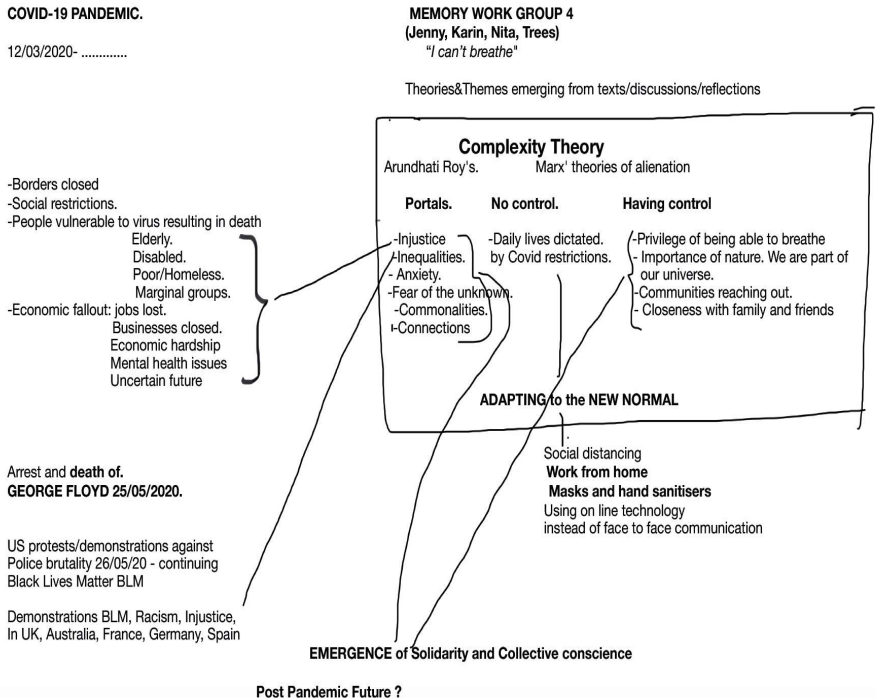 COVID-19 PANDEMIC.
12/03/2020- .............
MEMORY WORK GROUP 4
(Jenny, Karin, Nita, Trees)
“I can’t breathe"
Theories&Themes emerging from texts/discussions/reflections
-Borders closed
-Social restrictions.
-People vulnerable to virus resulting in death
Elderly.
Disabled.
Poor/Homeless.
Marginal groups.
-Economic fallout: jobs lost.
Businesses closed.
Economic hardship
Mental health issues
Uncertain future
Complexity Theory
Arundhati Roy's. Marx' theories of alienation
Portals. No control. Having control
-Injustice
-Inequalities.
- Anxiety.
-Fear of the unknown.
-Commonalities.
-Connections
-Daily lives dictated.
by Covid restrictions.
-Privilege of being able to breathe
- Importance of nature. We are part of
our universe.
-Communities reaching out.
- Closeness with family and friends
ADAPTING to the NEW NORMAL
Social distancing
Work from home
Masks and hand sanitisers
Using on line technology
instead of face to face communication
Arrest and death of.
GEORGE FLOYD 25/05/2020.
US protests/demonstrations against
Police brutality 26/05/20 - continuing
Black Lives Matter BLM
Demonstrations BLM, Racism, Injustice,
In UK, Australia, France, Germany, Spain
EMERGENCE of Solidarity and Collective conscience
Post Pandemic Future ?